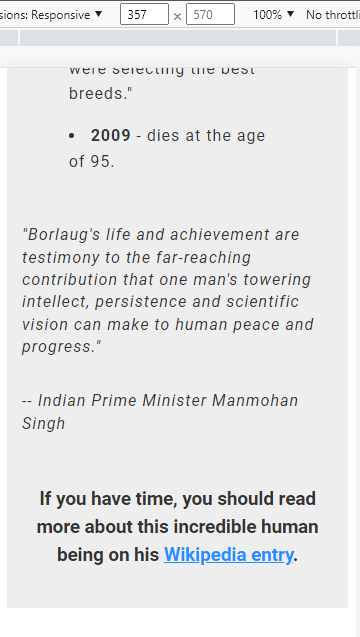 sions: Responsive ▼ 357 × 570 100% ▼ No throttli
were selecting the best
breeds."
• 2009 - dies at the age
of 95.
"Borlaug's life and achievement are
testimony to the far-reaching
contribution that one man's towering
intellect, persistence and scientific
vision can make to human peace and
progress."
-- Indian Prime Minister Manmohan
Singh
If you have time, you should read
more about this incredible human
being on his Wikipedia entry.